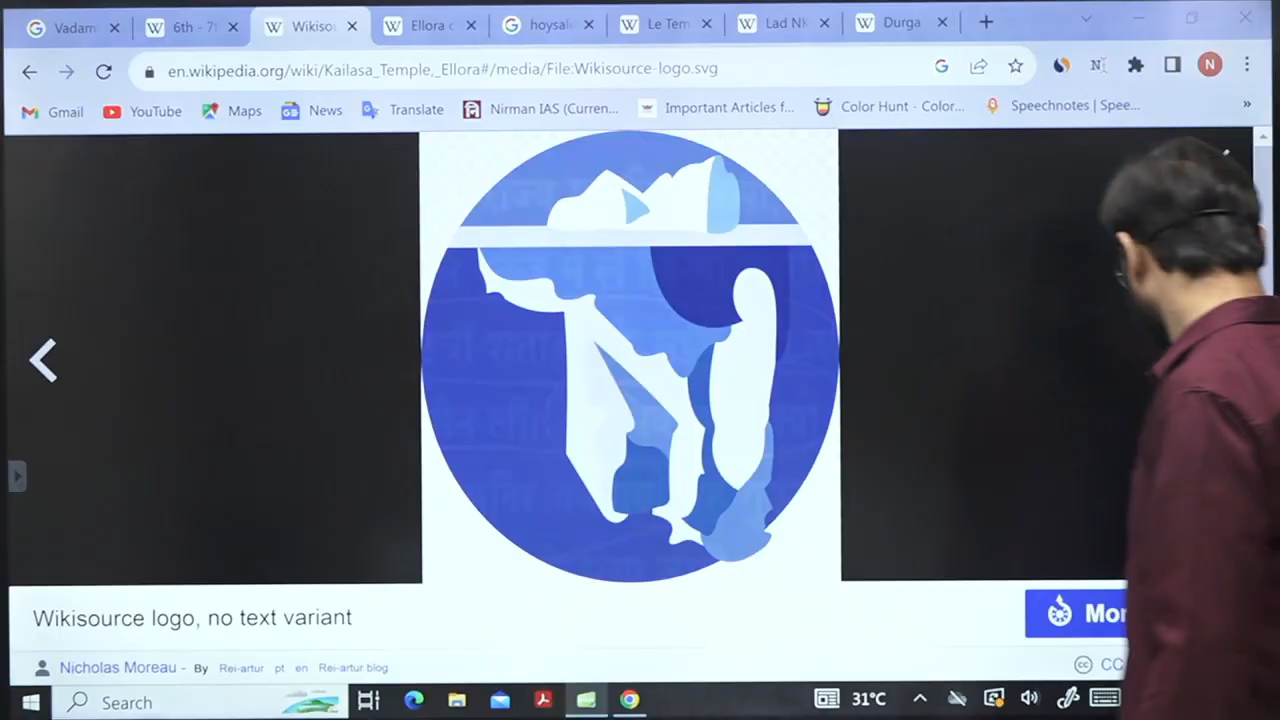 Vadam
6th - 7t
Wikiso
Ellora c
hoysal
Le Tem
Lad NK
Durga
en.wikipedia.org/wiki/Kailasa_Temple,_Ellora#/media/File:Wikisource-logo.svg
N
Gmail
YouTube
Maps
News
Translate
Nirman IAS (Curren...
Important Articles f...
Color Hunt - Color...
Speechnotes | Spee...
»
Wikisource logo, no text variant
Mor
Nicholas Moreau - By Rei-artur pt en Rei-artur blog
CC
Search
31°C